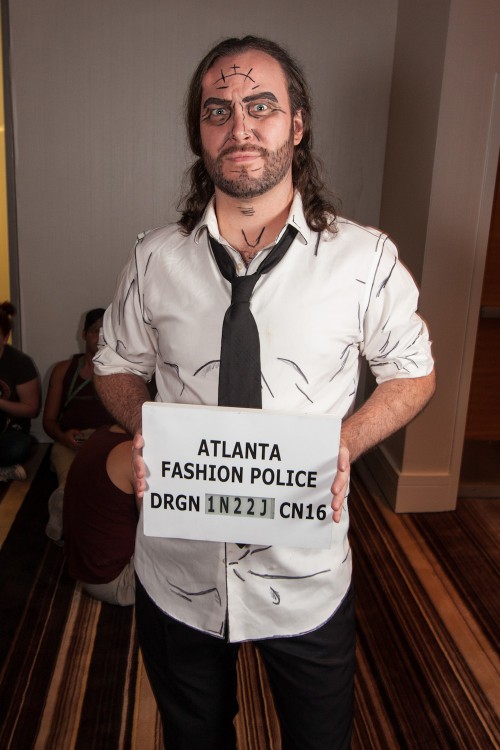 ATLANTA
FASHION POLICE
DRGN 1N22J CN16